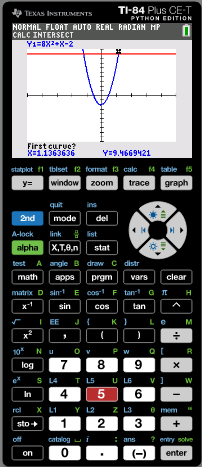 TEXAS INSTRUMENTS TI-84 Plus CE-T
PYTHON EDITION
NORMAL FLOAT AUTO REAL RADIAN MP
CALC INTERSECT
Y1=8X²+X-2
First curve?
X=1.1363636 Y=9.4669421
statplot f1 tblset f2 format f3 calc f4 table f5
y= window zoom trace graph
quit ins
2nd mode del
A-lock link list
alpha X,T,θ,n stat
test A angle B draw C distr
math apps prgm vars clear
matrix D sin⁻¹ E cos⁻¹ F tan⁻¹ G π H
x⁻¹ sin cos tan ^
√ I EE J { K } L e M
x² , ( ) ÷
10ˣ N u O v P w Q [ R
log 7 8 9 ×
eˣ S L4 T L5 U L6 V ] W
ln 4 5 6 −
rcl X L1 Y L2 Z L3 θ mem "
sto→ 1 2 3 +
off catalog i : ans ? entry solve
on 0 . (−) enter